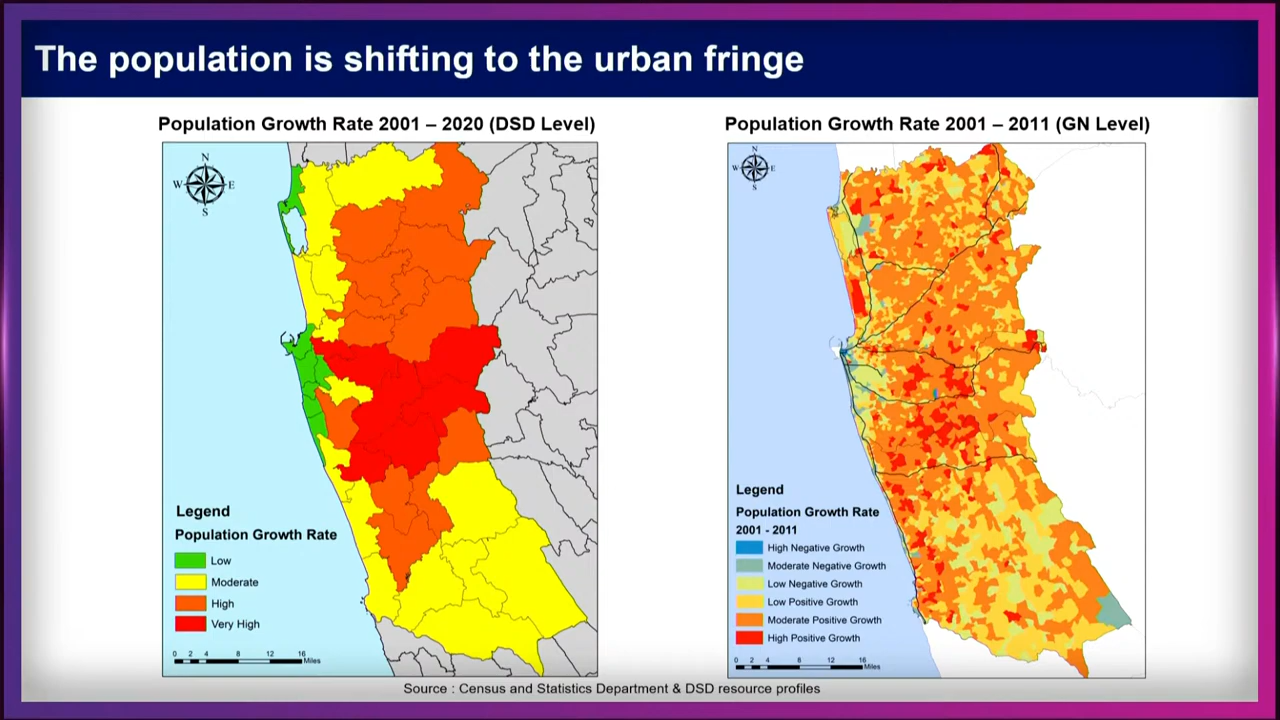 The population is shifting to the urban fringe
Population Growth Rate 2001 – 2020 (DSD Level)
N
W
E
S
Legend
Population Growth Rate
Low
Moderate
High
Very High
0 2 4 8 12 16
Miles
Population Growth Rate 2001 – 2011 (GN Level)
N
W
E
S
Legend
Population Growth Rate
2001 - 2011
High Negative Growth
Moderate Negative Growth
Low Negative Growth
Low Positive Growth
Moderate Positive Growth
High Positive Growth
0 2 4 8 12 16
Miles
Source : Census and Statistics Department & DSD resource profiles